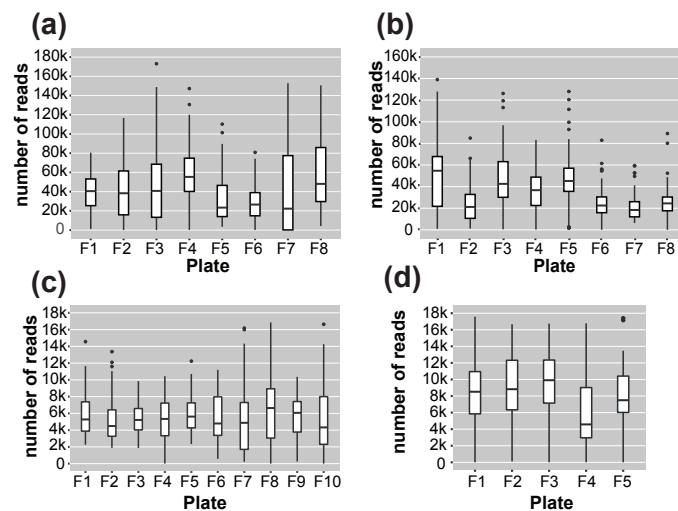 (a)
number of reads
180k
160k
140k
120k
100k
80k
60k
40k
20k
0
F1 F2 F3 F4 F5 F6 F7 F8
Plate
(b)
number of reads
160k
140k
120k
100k
80k
60k
40k
20k
0
F1 F2 F3 F4 F5 F6 F7 F8
Plate
(c)
number of reads
18k
16k
14k
12k
10k
8k
6k
4k
2k
0
F1 F2 F3 F4 F5 F6 F7 F8 F9 F10
Plate
(d)
number of reads
18k
16k
14k
12k
10k
8k
6k
4k
2k
0
F1 F2 F3 F4 F5
Plate